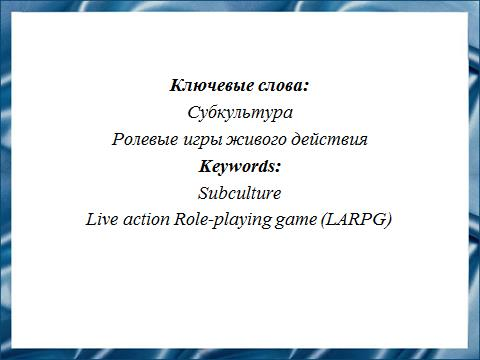 Ключевые слова:
Субкультура
Ролевые игры живого действия
Keywords:
Subculture
Live action Role-playing game (LARPG)